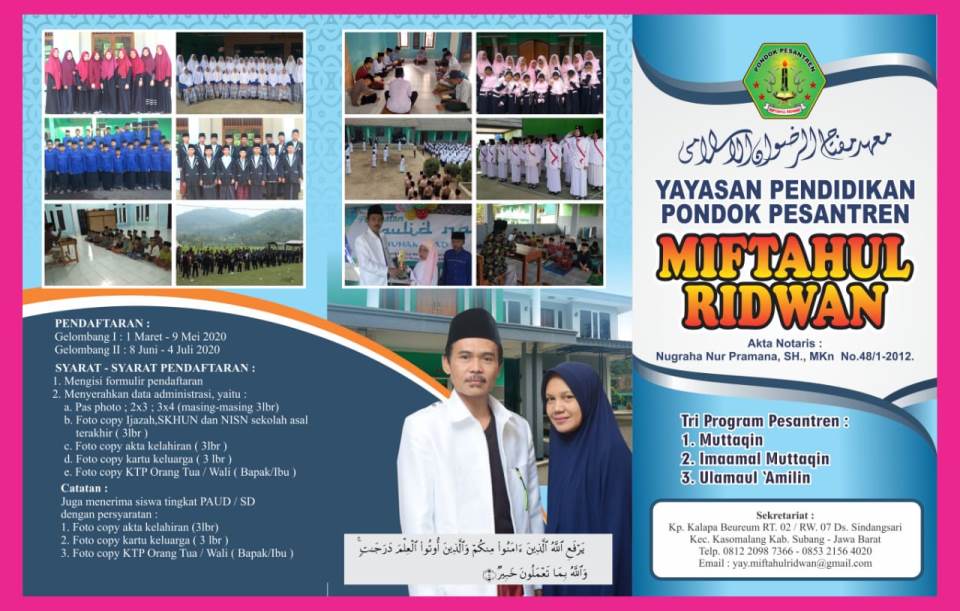 PENDAFTARAN :
Gelombang I : 1 Maret - 9 Mei 2020
Gelombang II : 8 Juni - 4 Juli 2020
SYARAT - SYARAT PENDAFTARAN :
1. Mengisi formulir pendaftaran
2. Menyerahkan data administrasi, yaitu :
a. Pas photo ; 2x3 ; 3x4 (masing-masing 3lbr)
b. Foto copy Ijazah,SKHUN dan NISN sekolah asal
terakhir ( 3lbr )
c. Foto copy akta kelahiran ( 3lbr )
d. Foto copy kartu keluarga ( 3 lbr )
e. Foto copy KTP Orang Tua / Wali ( Bapak/Ibu )
Catatan :
Juga menerima siswa tingkat PAUD / SD
dengan persyaratan :
1. Foto copy akta kelahiran (3lbr)
2. Foto copy kartu keluarga ( 3 lbr )
3. Foto copy KTP Orang Tua / Wali ( Bapak/Ibu )
يَرْفَعِ اللَّهُ الَّذِينَ ءَامَنُوا مِنكُمْ وَالَّذِينَ أُوتُوا الْعِلْمَ دَرَجَٰتٍ ۚ
وَاللَّهُ بِمَا تَعْمَلُونَ خَبِيرٌ
PONDOK PESANTREN
MIFTAHUL RIDWAN
معهد مفتاح الرضوان الاسلامى
YAYASAN PENDIDIKAN
PONDOK PESANTREN
MIFTAHUL
RIDWAN
Akta Notaris :
Nugraha Nur Pramana, SH., MKn No.48/1-2012.
Tri Program Pesantren :
1. Muttaqin
2. Imaamal Muttaqin
3. Ulamaul `Amilin
Sekretariat :
Kp. Kalapa Beureum RT. 02 / RW. 07 Ds. Sindangsari
Kec. Kasomalang Kab. Subang - Jawa Barat
Telp. 0812 2098 7366 - 0853 2156 4020
Email : yay.miftahulridwan@gmail.com